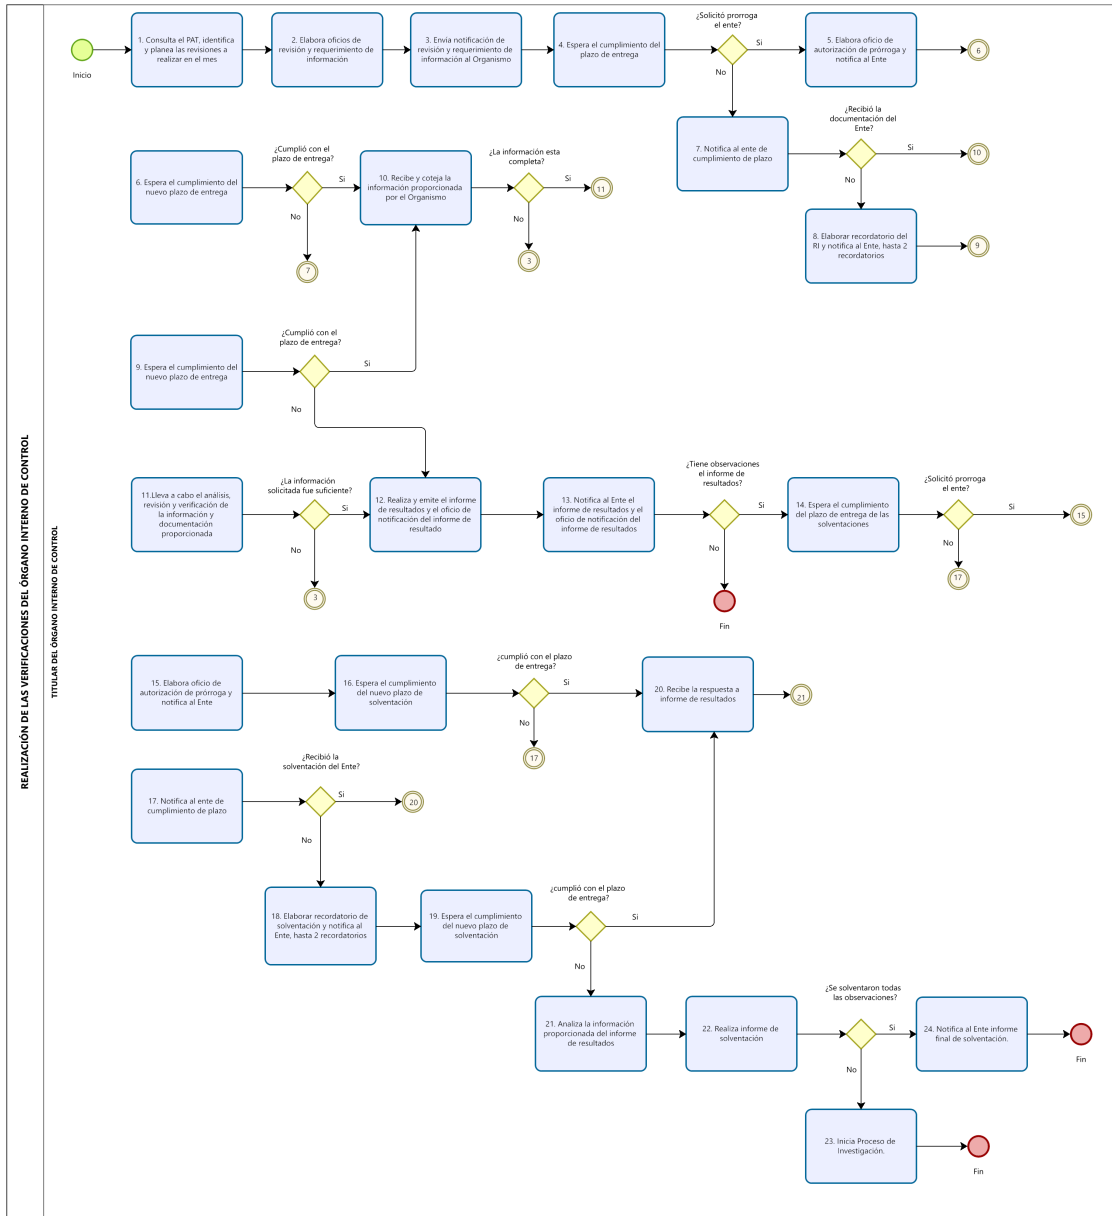 REALIZACIÓN DE LAS VERIFICACIONES DEL ÓRGANO INTERNO DE CONTROL
TITULAR DEL ÓRGANO INTERNO DE CONTROL
Inicio
1. Consulta el PAT, identifica
y planea las revisiones a
realizar en el mes
2. Elabora oficios de
revisión y requerimiento de
información
3. Envía notificación de
revisión y requerimiento de
información al Organismo
4. Espera el cumplimiento del
plazo de entrega
¿Solicitó prorroga
el ente?
Si
No
5. Elabora oficio de
autorización de prórroga y
notifica al Ente
6
7. Notifica al ente de
cumplimiento de plazo
¿Recibió la
documentación del
Ente?
Si
No
10
8. Elaborar recordatorio del
RI y notifica al Ente, hasta 2
recordatorios
9
6. Espera el cumplimiento del
nuevo plazo de entrega
¿Cumplió con el
plazo de entrega?
Si
No
7
10. Recibe y coteja la
información proporcionada
por el Organismo
¿La información esta
completa?
Si
No
11
3
9. Espera el cumplimiento del
nuevo plazo de entrega
¿Cumplió con el
plazo de entrega?
Si
No
11.Lleva a cabo el análisis,
revisión y verificación de
la información y
documentación
proporcionada
¿La información
solicitada fue suficiente?
Si
No
3
12. Realiza y emite el informe
de resultados y el oficio de
notificación del informe de
resultado
13. Notifica al Ente el
informe de resultados y el
oficio de notificación del
informe de resultados
¿Tiene observaciones
el informe de
resultados?
Si
No
Fin
14. Espera el cumplimiento
del plazo de entrega de las
solventaciones
¿Solicitó prorroga
el ente?
Si
No
15
17
15. Elabora oficio de
autorización de prórroga y
notifica al Ente
16. Espera el cumplimiento
del nuevo plazo de
solventación
¿cumplió con el plazo
de entrega?
Si
No
17
20. Recibe la respuesta a
informe de resultados
21
17. Notifica al ente de
cumplimiento de plazo
¿Recibió la
solventación del Ente?
Si
No
20
18. Elaborar recordatorio de
solventación y notifica al
Ente, hasta 2 recordatorios
19. Espera el cumplimiento
del nuevo plazo de
solventación
¿cumplió con el plazo
de entrega?
Si
No
21. Analiza la información
proporcionada del informe
de resultados
22. Realiza informe de
solventación
¿Se solventaron todas
las observaciones?
Si
No
24. Notifica al Ente informe
final de solventación.
Fin
23. Inicia Proceso de
Investigación.
Fin